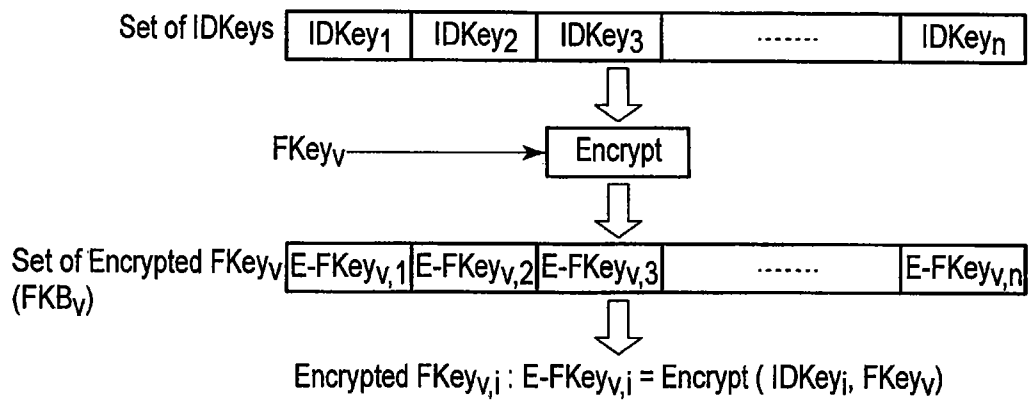 Set of IDKeys IDKey1 IDKey2 IDKey3 ....... IDKeyn
FKeyv Encrypt
Set of Encrypted FKeyv E-FKeyv,1 E-FKeyv,2 E-FKeyv,3 ....... E-FKeyv,n
(FKBv)
Encrypted FKeyv,i : E-FKeyv,i = Encrypt ( IDKeyi, FKeyv)